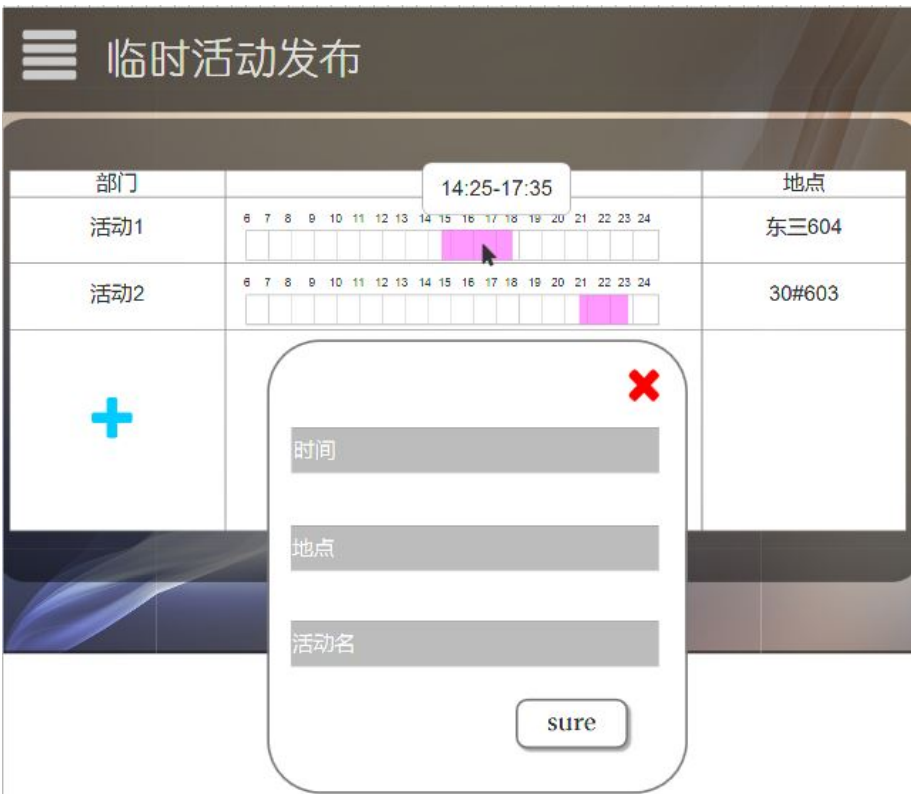 临时活动发布
部门 14:25-17:35 地点
活动1 6 7 8 9 10 11 12 13 14 15 16 17 18 19 20 21 22 23 24 东三604
活动2 6 7 8 9 10 11 12 13 14 15 16 17 18 19 20 21 22 23 24 30#603
时间
地点
活动名
sure